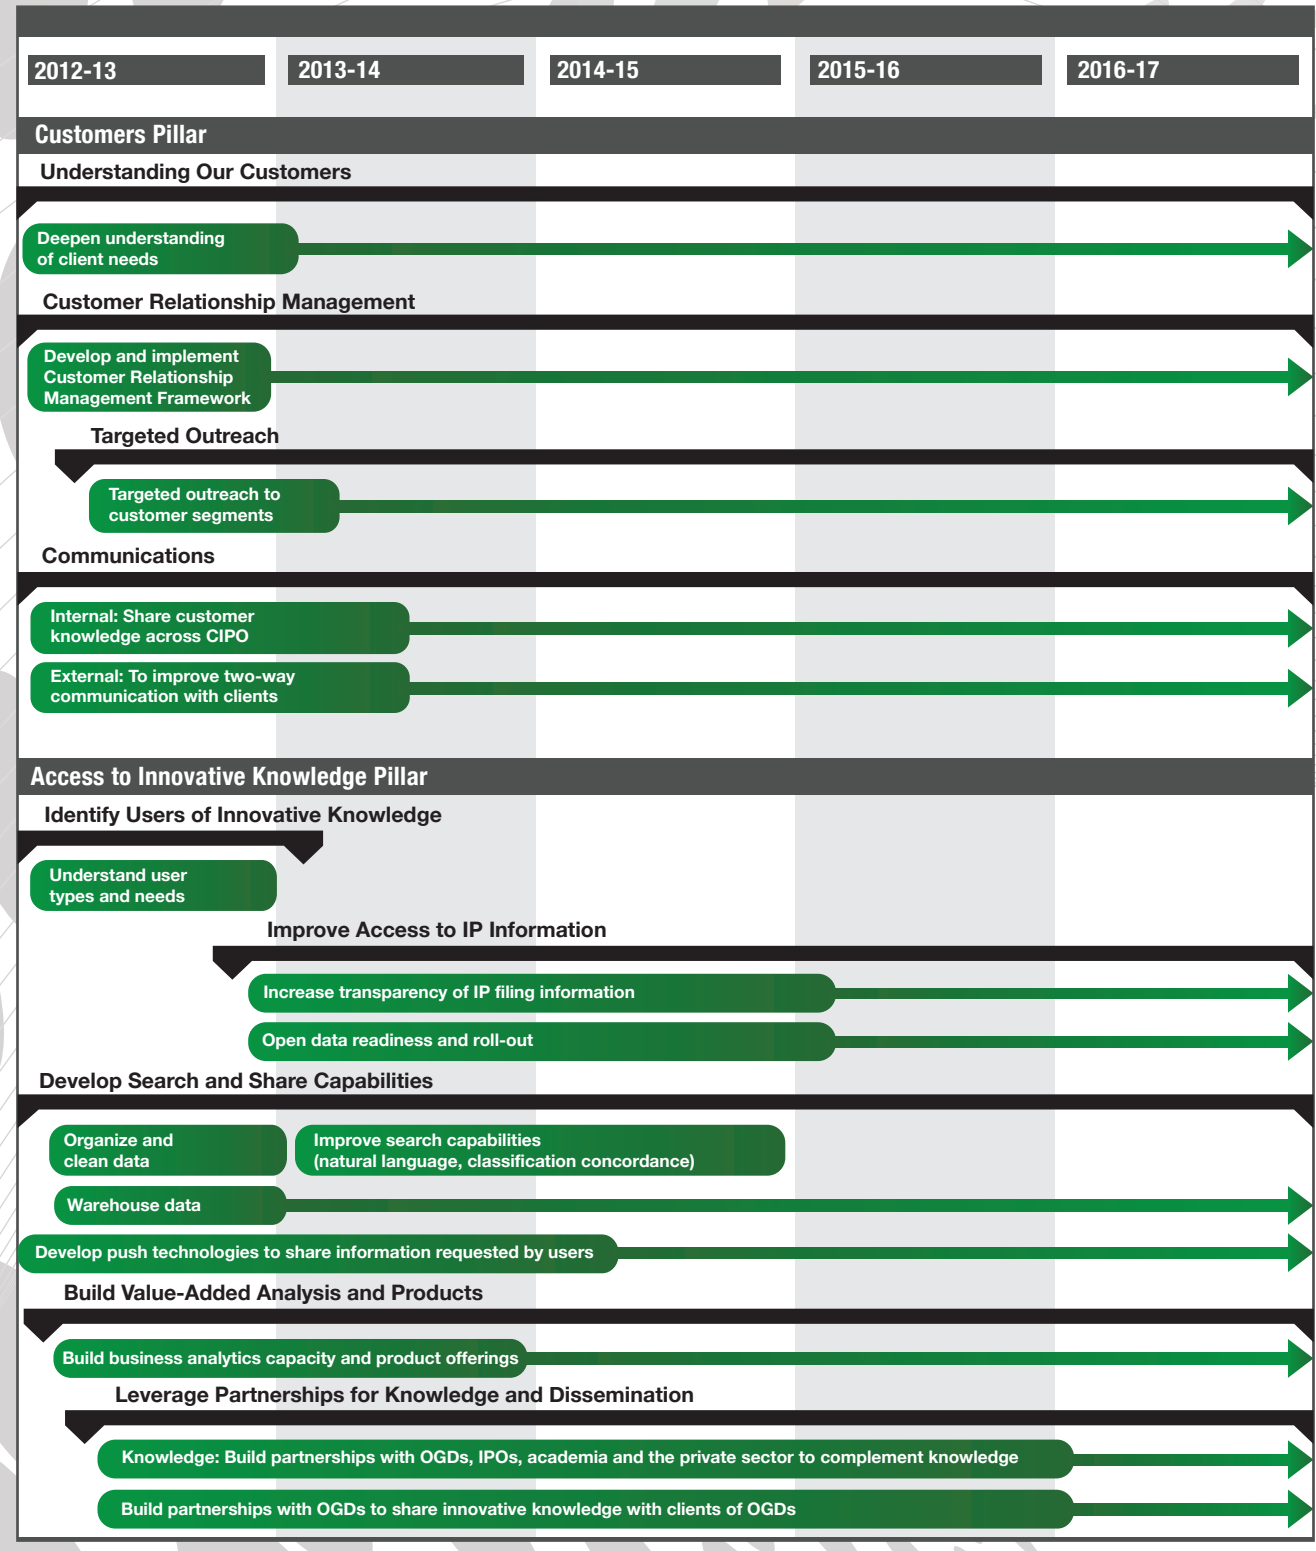 2012-13 2013-14 2014-15 2015-16 2016-17
Customers Pillar
Understanding Our Customers
Deepen understanding
of client needs
Customer Relationship Management
Develop and implement
Customer Relationship
Management Framework
Targeted Outreach
Targeted outreach to
customer segments
Communications
Internal: Share customer
knowledge across CIPO
External: To improve two-way
communication with clients
Access to Innovative Knowledge Pillar
Identify Users of Innovative Knowledge
Understand user
types and needs
Improve Access to IP Information
Increase transparency of IP filing information
Open data readiness and roll-out
Develop Search and Share Capabilities
Organize and
clean data
Improve search capabilities
(natural language, classification concordance)
Warehouse data
Develop push technologies to share information requested by users
Build Value-Added Analysis and Products
Build business analytics capacity and product offerings
Leverage Partnerships for Knowledge and Dissemination
Knowledge: Build partnerships with OGDs, IPOs, academia and the private sector to complement knowledge
Build partnerships with OGDs to share innovative knowledge with clients of OGDs